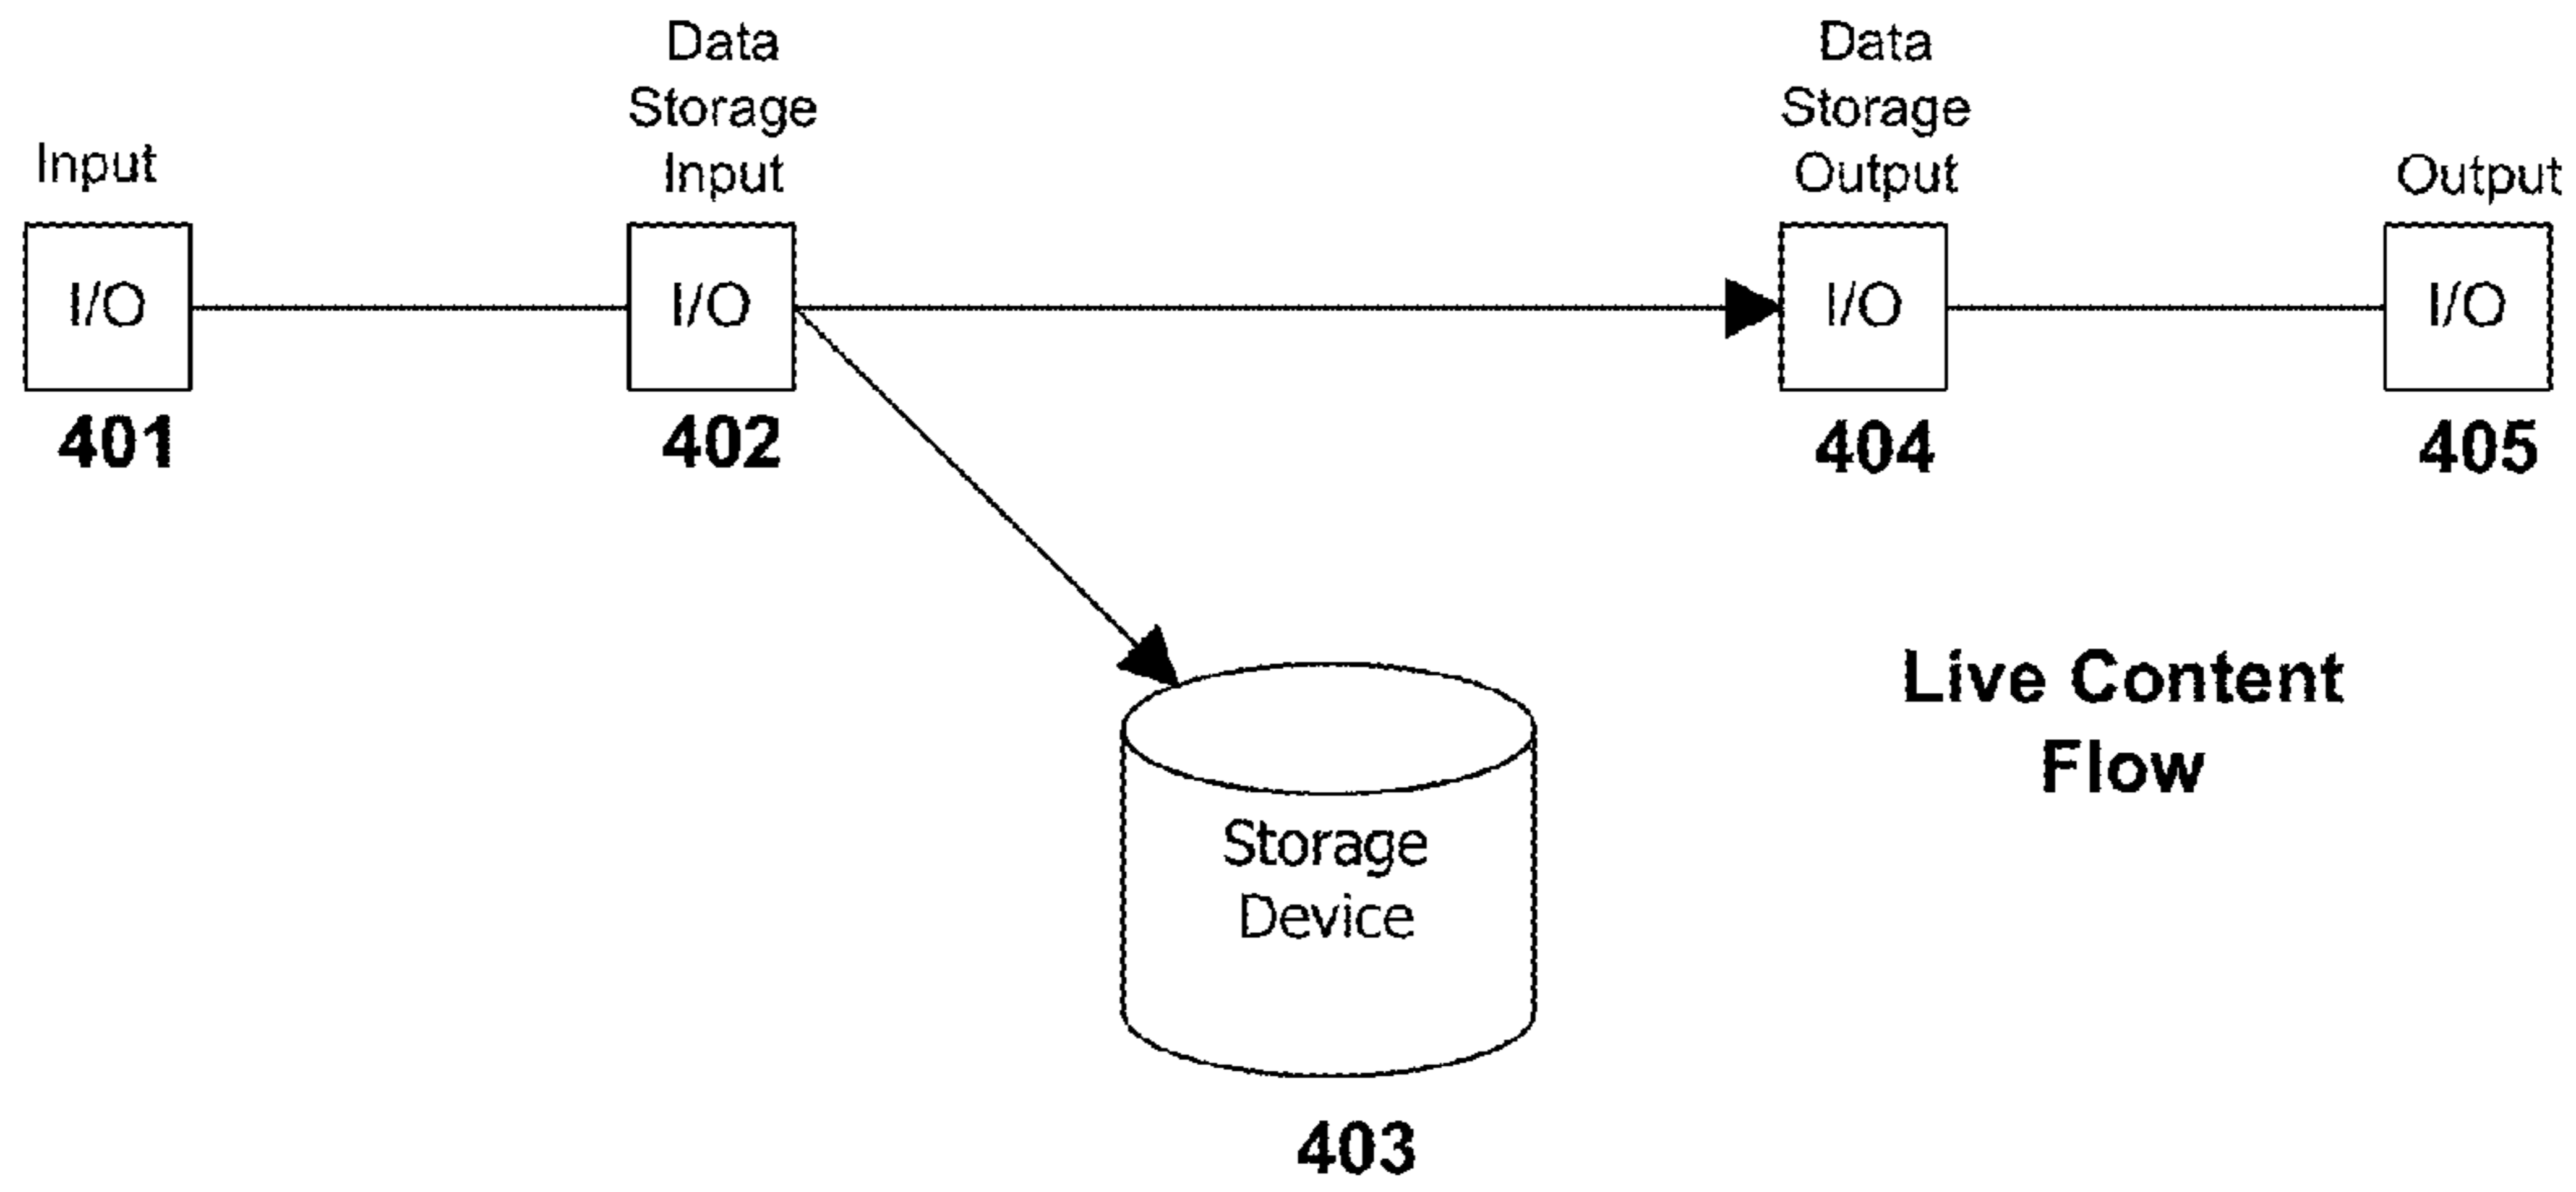 Input
Data
Storage
Input
Data
Storage
Output
Output
I/O
I/O
I/O
I/O
401
402
404
405
Live Content
Flow
Storage
Device
403